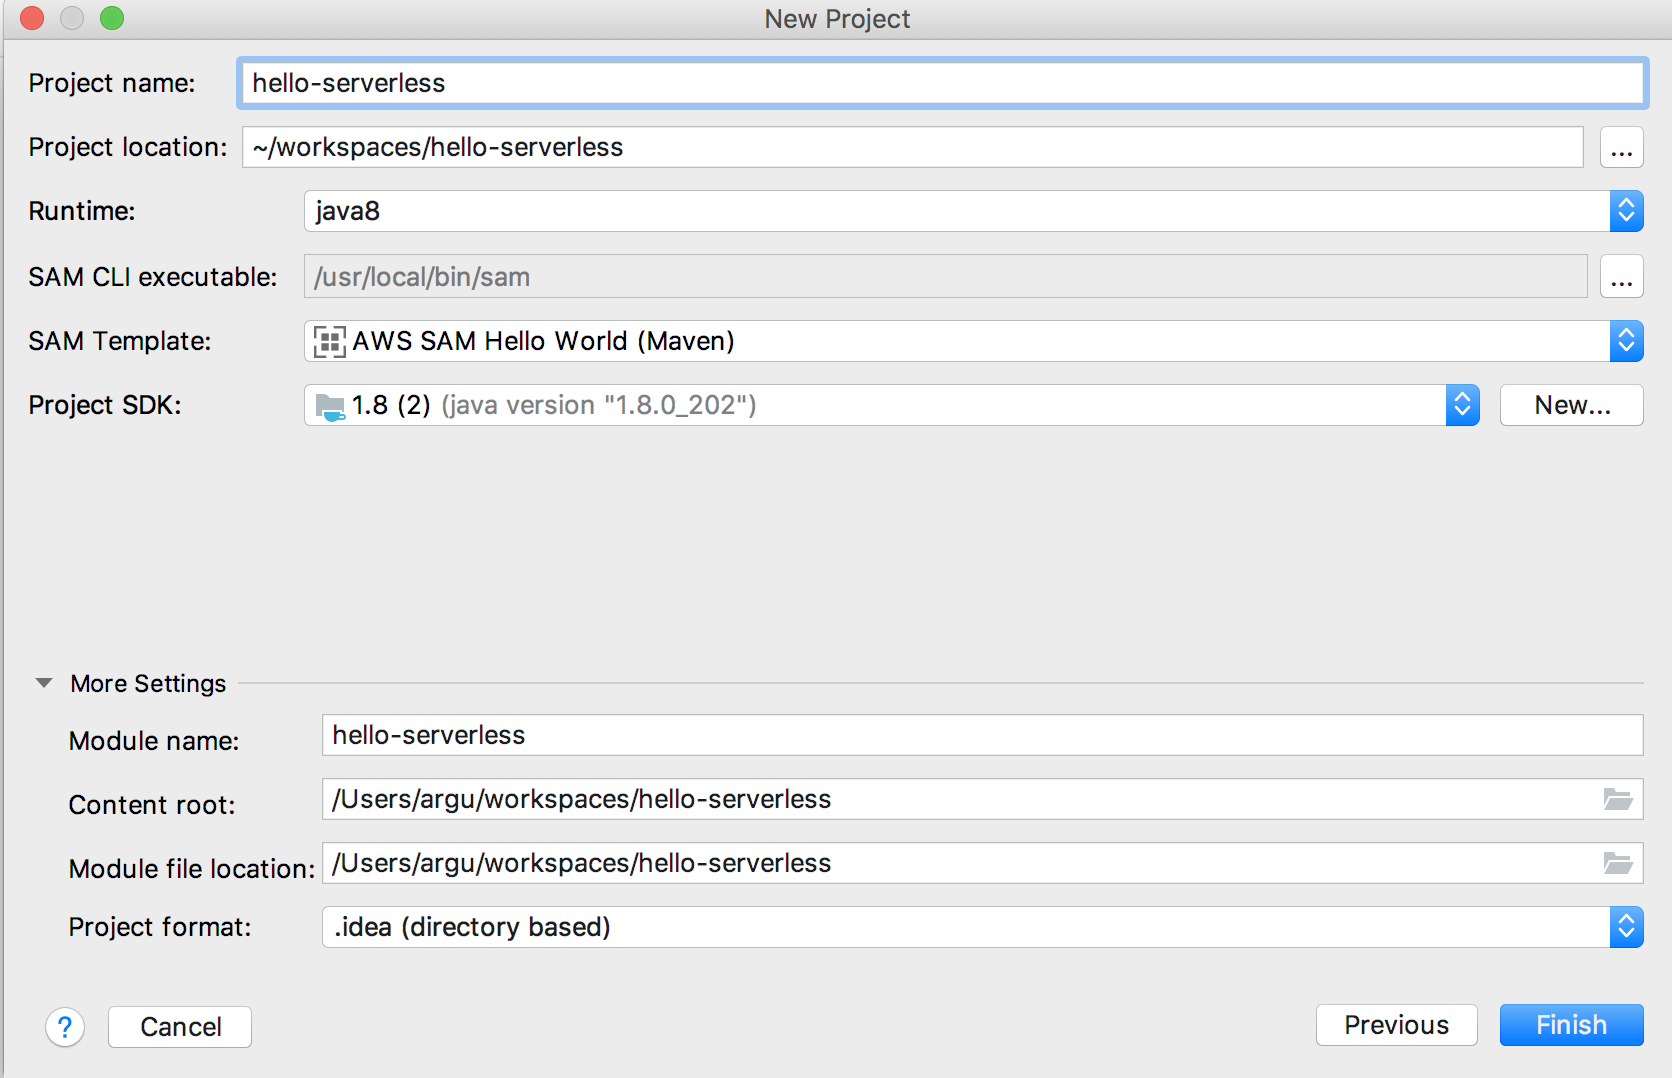 New Project
Project name: hello-serverless
Project location: ~/workspaces/hello-serverless ...
Runtime: java8
SAM CLI executable: /usr/local/bin/sam ...
SAM Template: AWS SAM Hello World (Maven)
Project SDK: 1.8 (2) (java version "1.8.0_202") New...
More Settings
Module name: hello-serverless
Content root: /Users/argu/workspaces/hello-serverless
Module file location: /Users/argu/workspaces/hello-serverless
Project format: .idea (directory based)
? Cancel Previous Finish